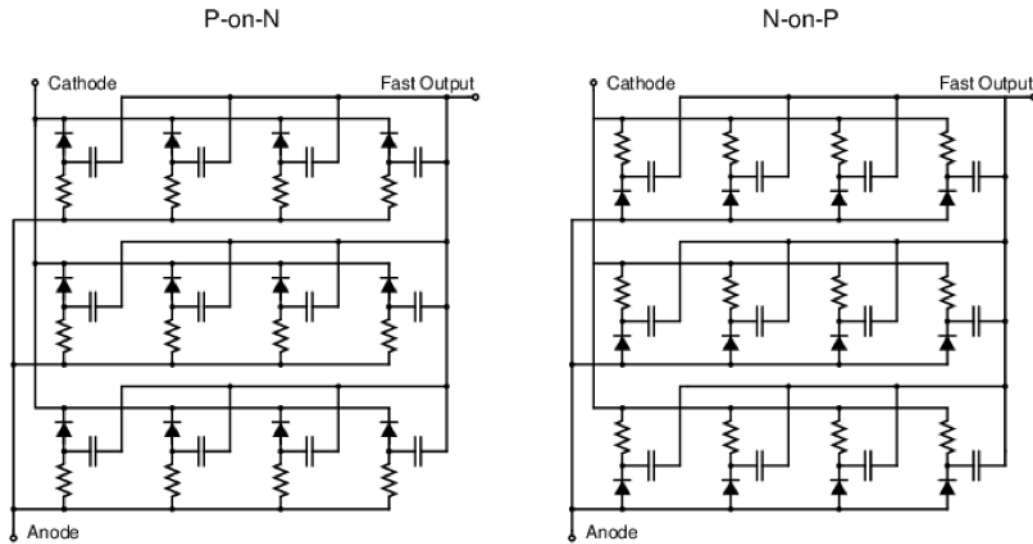 P-on-N
Cathode
Fast Output
Anode
N-on-P
Cathode
Fast Output
Anode